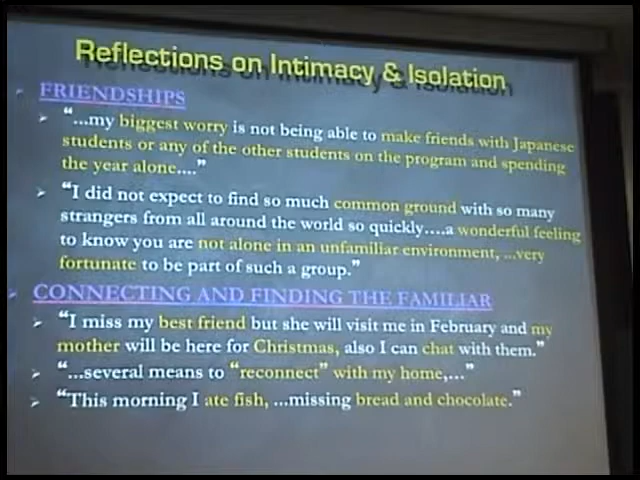 Reflections on Intimacy & Isolation
FRIENDSHIPS
"...my biggest worry is not being able to make friends with Japanese
students or any of the other students on the program and spending
the year alone...."
"I did not expect to find so much common ground with so many
strangers from all around the world so quickly....a wonderful feeling
to know you are not alone in an unfamiliar environment, ...very
fortunate to be part of such a group."
CONNECTING AND FINDING THE FAMILIAR
"I miss my best friend but she will visit me in February and my
mother will be here for Christmas, also I can chat with them."
"...several means to "reconnect" with my home,..."
"This morning I ate fish, ...missing bread and chocolate."